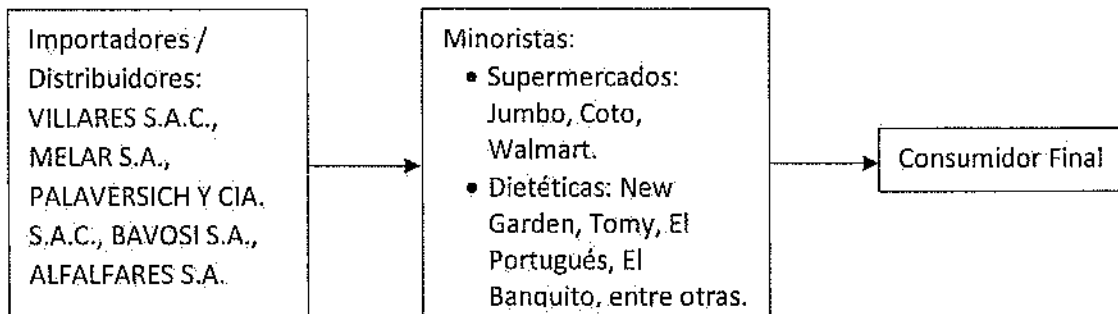 Importadores /
Distribuidores:
VILLARES S.A.C.,
MELAR S.A.,
PALAVERSICH Y CIA.
S.A.C., BAVOSI S.A.,
ALFALFARES S.A.
Minoristas:
• Supermercados:
Jumbo, Coto,
Walmart.
• Dietéticas: New
Garden, Tomy, El
Portugués, El
Banquito, entre otras.
Consumidor Final